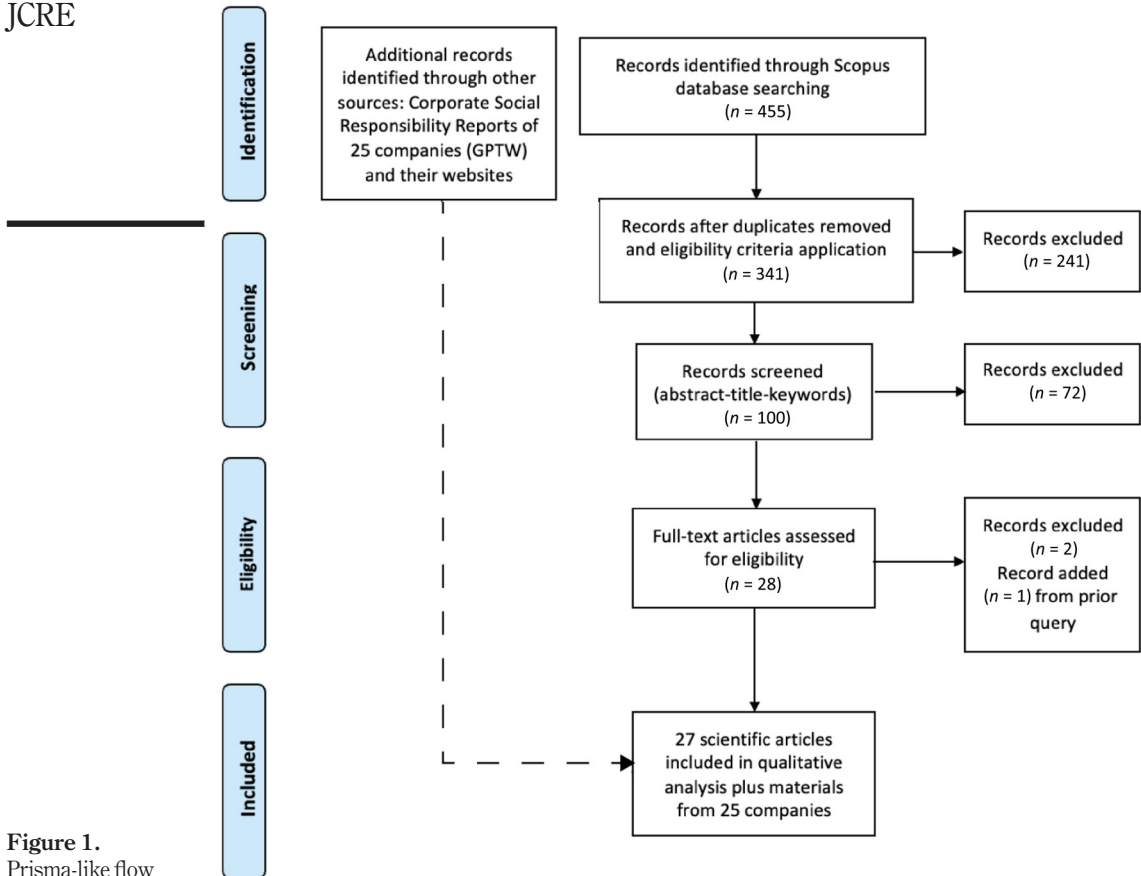 JCRE
Identification
Additional records
identified through other
sources: Corporate Social
Responsibility Reports of
25 companies (GPTW)
and their websites
Records identified through Scopus
database searching
(n = 455)
Records after duplicates removed
and eligibility criteria application
(n = 341)
Records excluded
(n = 241)
Screening
Records screened
(abstract-title-keywords)
(n = 100)
Records excluded
(n = 72)
Eligibility
Full-text articles assessed
for eligibility
(n = 28)
Records excluded
(n = 2)
Record added
(n = 1) from prior
query
Included
27 scientific articles
included in qualitative
analysis plus materials
from 25 companies
Figure 1.
Prisma-like flow